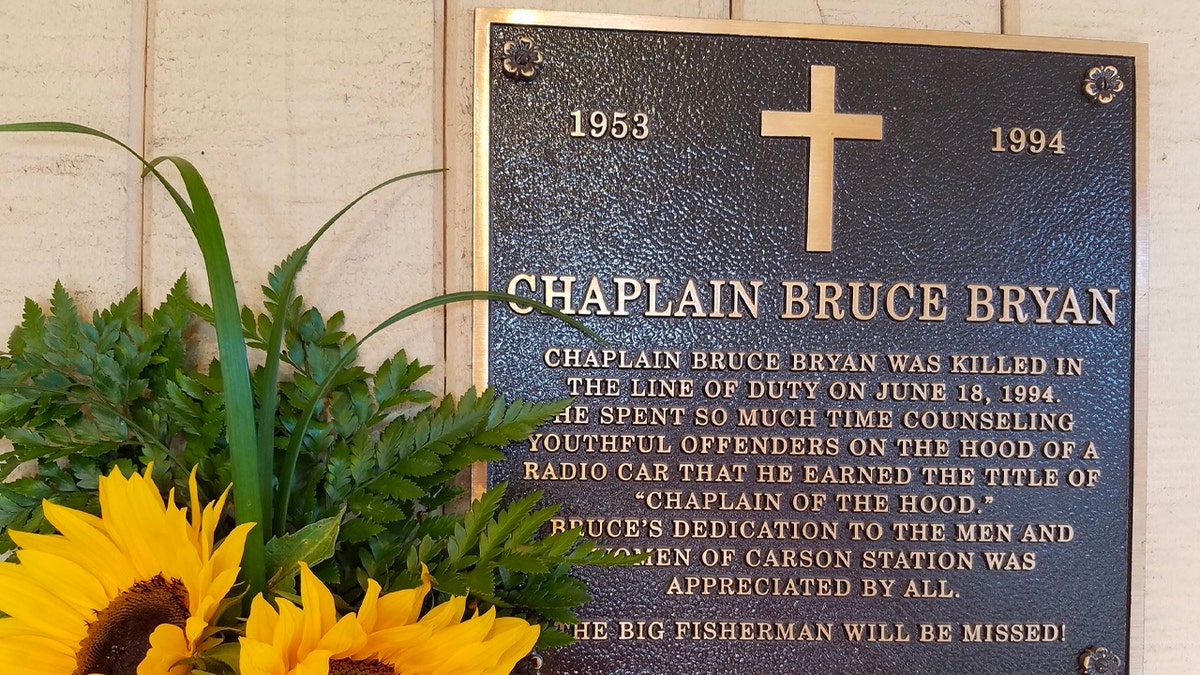 1953 1994
CHAPLAIN BRUCE BRYAN
CHAPLAIN BRUCE BRYAN WAS KILLED IN
THE LINE OF DUTY ON JUNE 18, 1994.
HE SPENT SO MUCH TIME COUNSELING
YOUTHFUL OFFENDERS ON THE HOOD OF A
RADIO CAR THAT HE EARNED THE TITLE OF
“CHAPLAIN OF THE HOOD.”
BRUCE’S DEDICATION TO THE MEN AND
WOMEN OF CARSON STATION WAS
APPRECIATED BY ALL.
THE BIG FISHERMAN WILL BE MISSED!